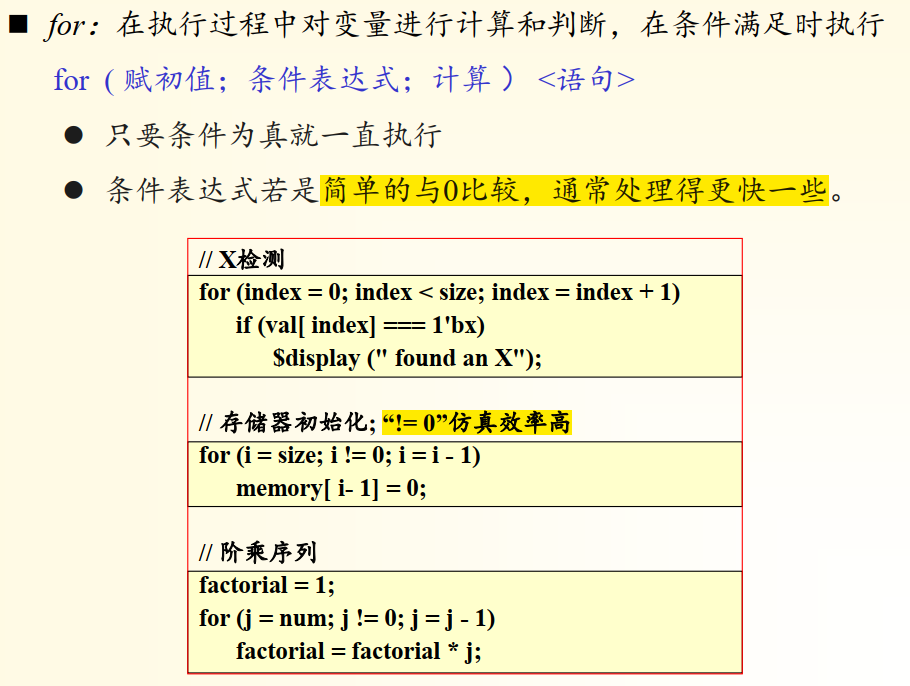 ■ for：在执行过程中对变量进行计算和判断，在条件满足时执行
for（赋初值；条件表达式；计算）<语句>
● 只要条件为真就一直执行
● 条件表达式若是简单的与0比较，通常处理得更快一些。
// X检测
for (index = 0; index < size; index = index + 1)
if (val[ index] === 1'bx)
$display (" found an X");
// 存储器初始化; “!= 0”仿真效率高
for (i = size; i != 0; i = i - 1)
memory[ i- 1] = 0;
// 阶乘序列
factorial = 1;
for (j = num; j != 0; j = j - 1)
factorial = factorial * j;